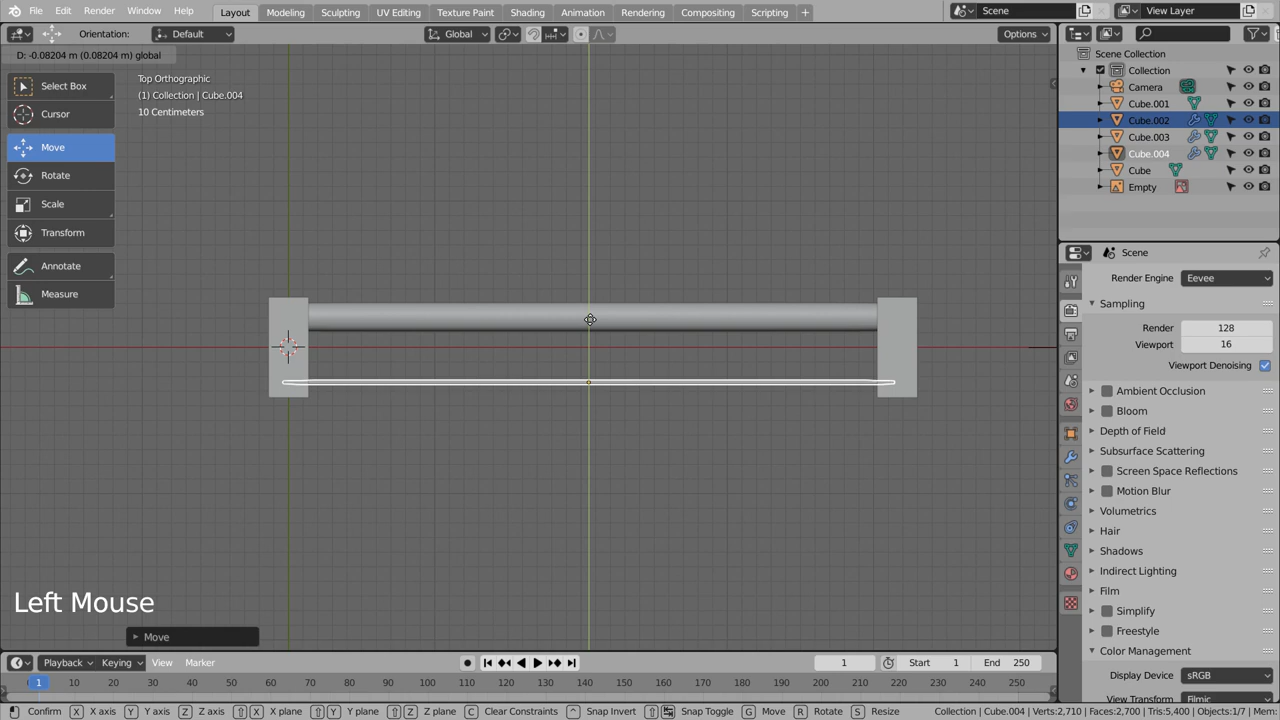 File Edit Render Window Help Layout Modeling Sculpting UV Editing Texture Paint Shading Animation Rendering Compositing Scripting + Scene View Layer
Orientation: Default Global Options
D: -0.08204 m (0.08204 m) global
Top Orthographic
(1) Collection | Cube.004
10 Centimeters
Select Box
Cursor
Move
Rotate
Scale
Transform
Annotate
Measure
Scene Collection
Collection
Camera
Cube.001
Cube.002
Cube.003
Cube.004
Cube
Empty
Scene
Render Engine Eevee
Sampling
Render 128
Viewport 16
Viewport Denoising
Ambient Occlusion
Bloom
Depth of Field
Subsurface Scattering
Screen Space Reflections
Motion Blur
Volumetrics
Hair
Shadows
Indirect Lighting
Film
Simplify
Freestyle
Color Management
Display Device sRGB
View Transform Filmic
Left Mouse
Move
Playback Keying View Marker 1 Start 1 End 250
1 10 20 30 40 50 60 70 80 90 100 110 120 130 140 150 160 170 180 190 200 210 220 230 240 250
Confirm X X axis Y Y axis Z Z axis X X plane Y Y plane Z Z plane C Clear Constraints Snap Invert Snap Toggle G Move R Rotate S Resize Collection | Cube.004 | Verts:2,710 | Faces:2,700 | Tris:5,400 | Objects:1/7 | Mem: